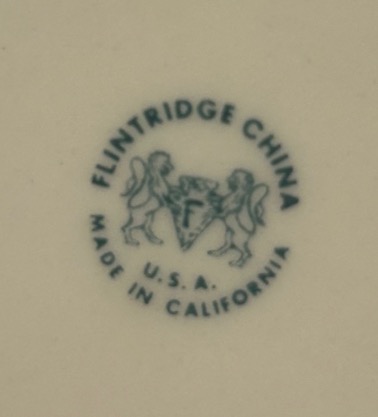 FLINTRIDGE CHINA
F
U.S.A.
MADE IN CALIFORNIA